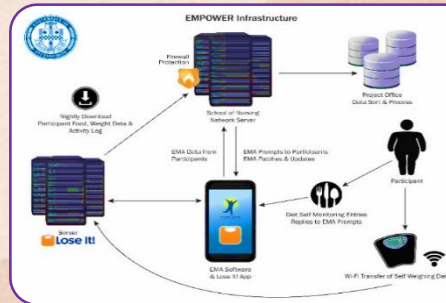 EMPOWER Infrastructure
Firewall
Protection
School of Nursing
Network Server
Project Office
Data Sort & Process
Nightly Download
Participant Food, Weight Data &
Activity Log
EMA Data from
Participants
EMA Prompts to Participants
EMA Patches & Updates
Participant
Diet Self Monitoring Entries
Replies to EMA Prompts
Server
Lose It!
EMA Software
& Lose It! App
Wi-Fi Transfer of Self Weighing Data